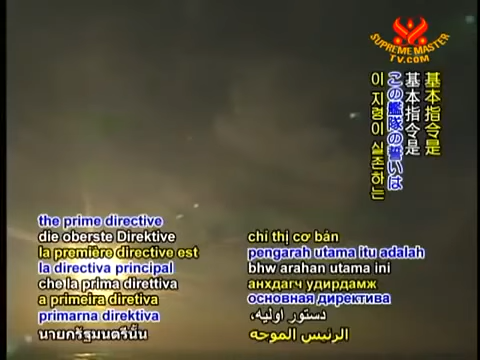 SUPREME MASTER
TV.COM
基本指令是
基本指令是
この艦隊の誓いは
이 지령이 실존하는
the prime directive
die oberste Direktive
la première directive est
la directiva principal
che la prima direttiva
a primeira diretiva
primarna direktiva
นายกรัฐมนตรีนั้น
chỉ thị cơ bản
pengarah utama itu adalah
bhw arahan utama ini
анхдагч удирдамж
основная директива
دستور اولیه،
الرئيس الموجه